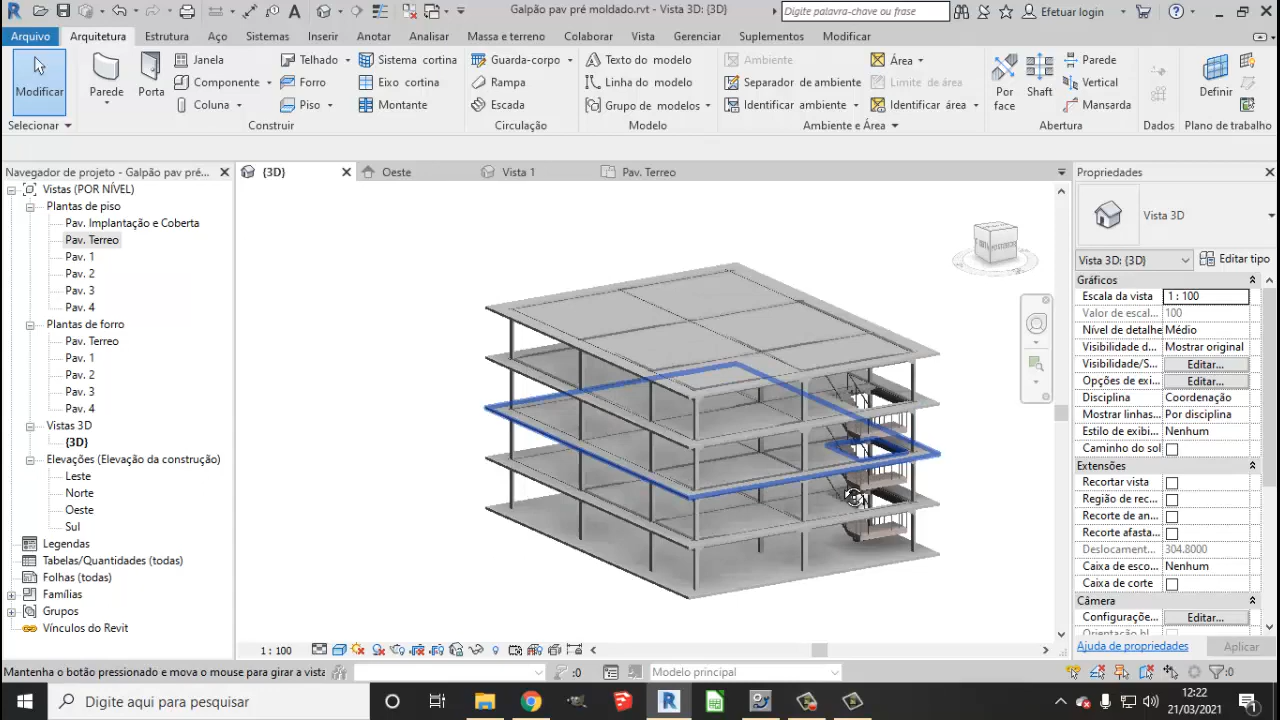 Galpão pav pré moldado.rvt - Vista 3D: {3D}
Digite palavra-chave ou frase
Efetuar login
Arquivo Arquitetura Estrutura Aço Sistemas Inserir Anotar Analisar Massa e terreno Colaborar Vista Gerenciar Suplementos Modificar
Modificar
Parede
Porta
Janela
Componente
Coluna
Telhado
Forro
Piso
Sistema cortina
Eixo cortina
Montante
Guarda-corpo
Rampa
Escada
Texto do modelo
Linha do modelo
Grupo de modelos
Ambiente
Separador de ambiente
Identificar ambiente
Área
Limite de área
Identificar área
Por face
Shaft
Parede
Vertical
Mansarda
Definir
Selecionar Construir Circulação Modelo Ambiente e Área Abertura Dados Plano de trabalho
Navegador de projeto - Galpão pav pré...
{3D} Oeste Vista 1 Pav. Terreo
Vistas (POR NÍVEL)
Plantas de piso
Pav. Implantação e Coberta
Pav. Terreo
Pav. 1
Pav. 2
Pav. 3
Pav. 4
Plantas de forro
Pav. Terreo
Pav. 1
Pav. 2
Pav. 3
Pav. 4
Vistas 3D
{3D}
Elevações (Elevação da construção)
Leste
Norte
Oeste
Sul
Legendas
Tabelas/Quantidades (todas)
Folhas (todas)
Famílias
Grupos
Vínculos do Revit
Propriedades
Vista 3D
Vista 3D: {3D} Editar tipo
Gráficos
Escala da vista 1 : 100
Valor de escal... 100
Nível de detalhe Médio
Visibilidade d... Mostrar original
Visibilidade/S... Editar...
Opções de exi... Editar...
Disciplina Coordenação
Mostrar linhas... Por disciplina
Estilo de exibi... Nenhum
Caminho do sol
Extensões
Recortar vista
Região de rec...
Recorte de an...
Recorte afasta...
Deslocament... 304.8000
Caixa de esco... Nenhum
Caixa de corte
Câmera
Configuraçõe... Editar...
Ajuda de propriedades Aplicar
1 : 100
Mantenha o botão pressionado e mova o mouse para girar a vista
:0 Modelo principal :0
Digite aqui para pesquisar
12:22
21/03/2021
1